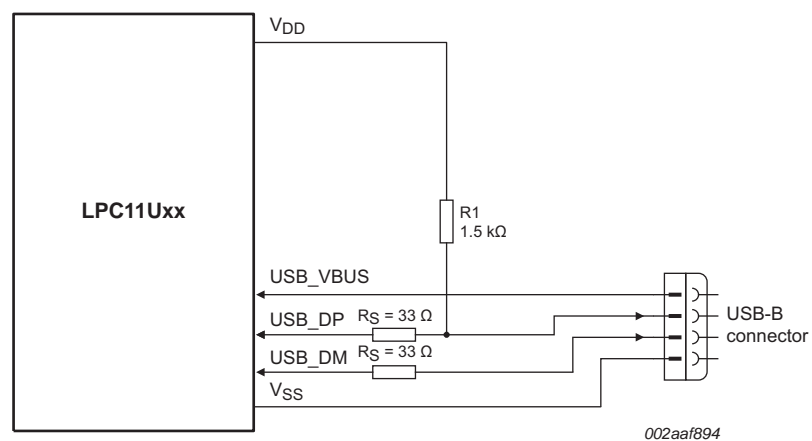 VDD
LPC11Uxx
R1
1.5 kΩ
USB_VBUS
USB_DP RS = 33 Ω
USB-B
connector
USB_DM RS = 33 Ω
VSS
002aaf894